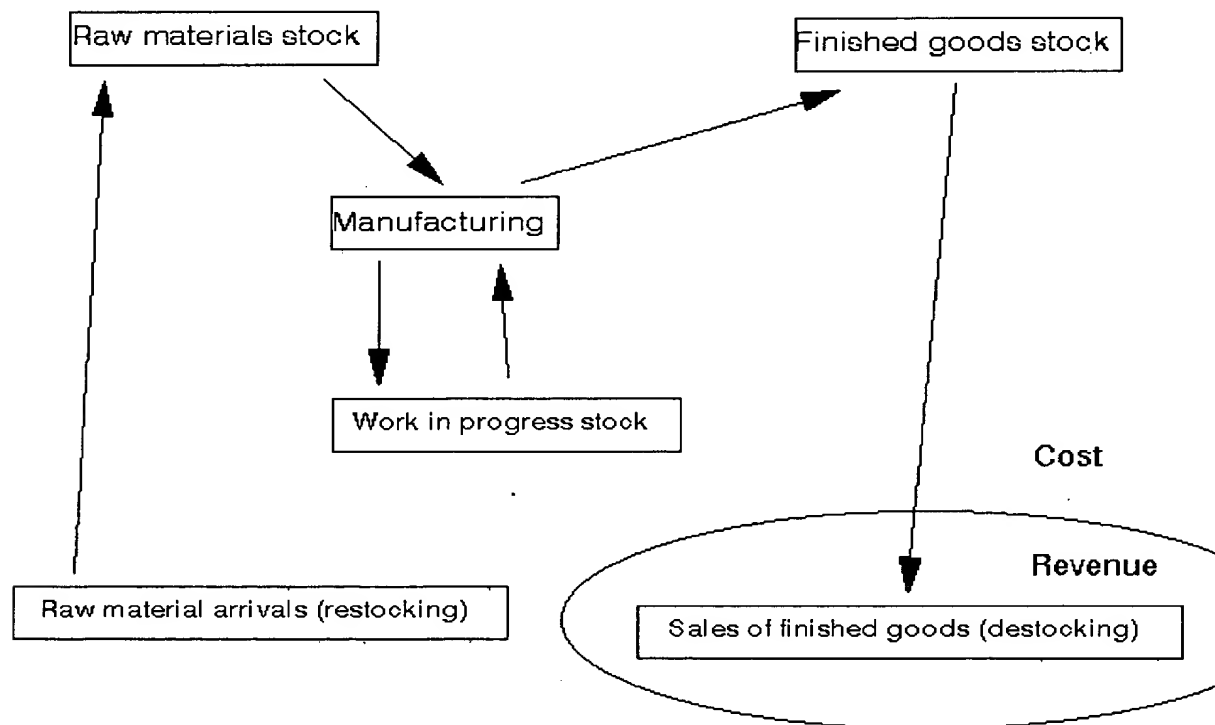 Raw materials stock
Finished goods stock
Manufacturing
Work in progress stock
Cost
Revenue
Raw material arrivals (restocking)
Sales of finished goods (destocking)